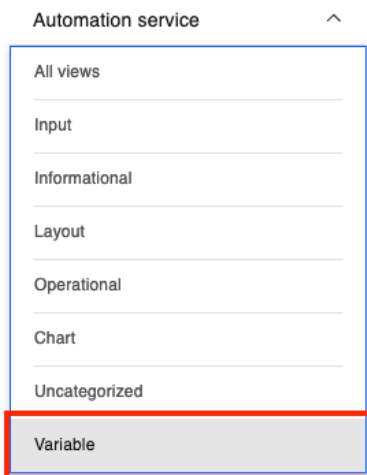 Automation service
All views
Input
Informational
Layout
Operational
Chart
Uncategorized
Variable